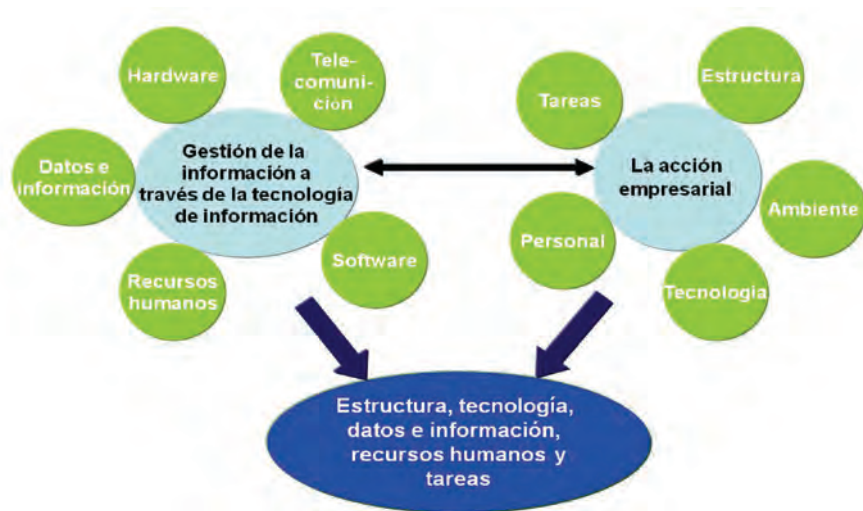 Hardware
Tele-
comuni-
ción
Datos e
información
Gestión de la
información a
través de la tecnología
de información
Recursos
humanos
Software
Tareas
Estructura
La acción
empresarial
Ambiente
Personal
Tecnologia
Estructura, tecnología,
datos e información,
recursos humanos y
tareas